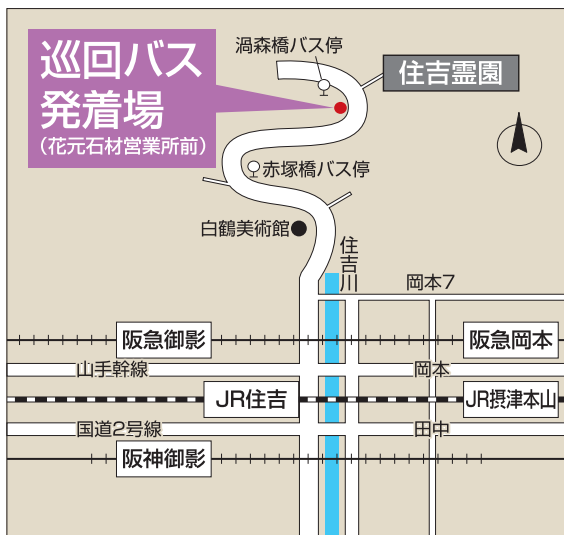 巡回バス
発着場
（花元石材営業所前）
渦森橋バス停
住吉霊園
赤塚橋バス停
白鶴美術館
住吉川
岡本7
阪急御影
阪急岡本
山手幹線
岡本
JR住吉
JR摂津本山
国道2号線
田中
阪神御影